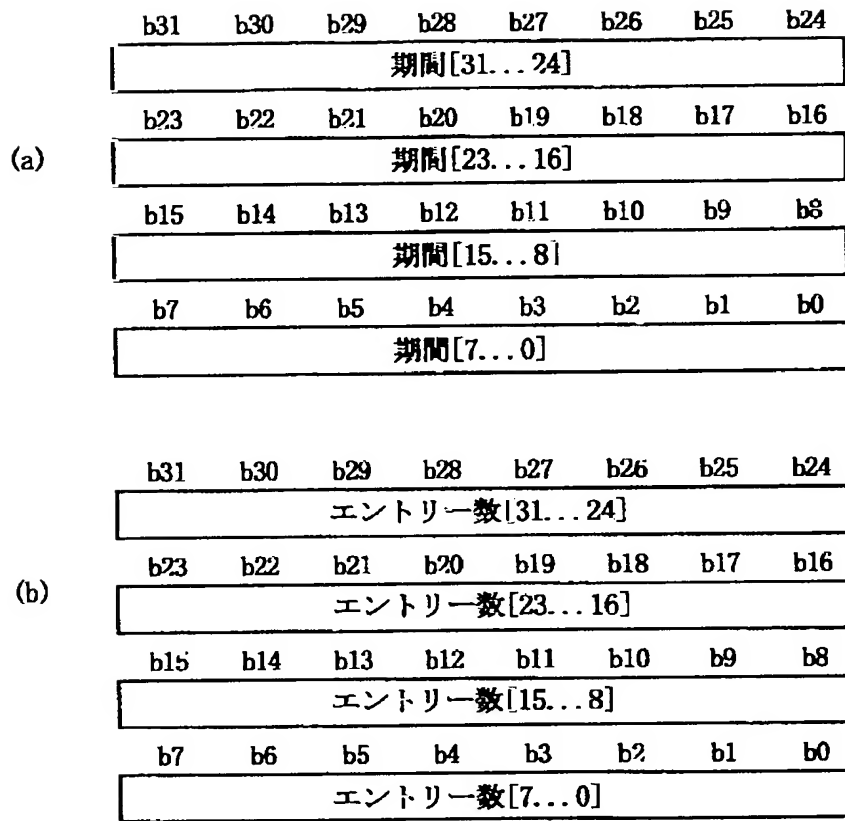 b31 b30 b29 b28 b27 b26 b25 b24
期間[31...24]
b23 b22 b21 b20 b19 b18 b17 b16
(a)
期間[23...16]
b15 b14 b13 b12 b11 b10 b9 b8
期間[15...8]
b7 b6 b5 b4 b3 b2 b1 b0
期間[7...0]
b31 b30 b29 b28 b27 b26 b25 b24
エントリー数[31...24]
b23 b22 b21 b20 b19 b18 b17 b16
(b)
エントリー数[23...16]
b15 b14 b13 b12 b11 b10 b9 b8
エントリー数[15...8]
b7 b6 b5 b4 b3 b2 b1 b0
エントリー数[7...0]